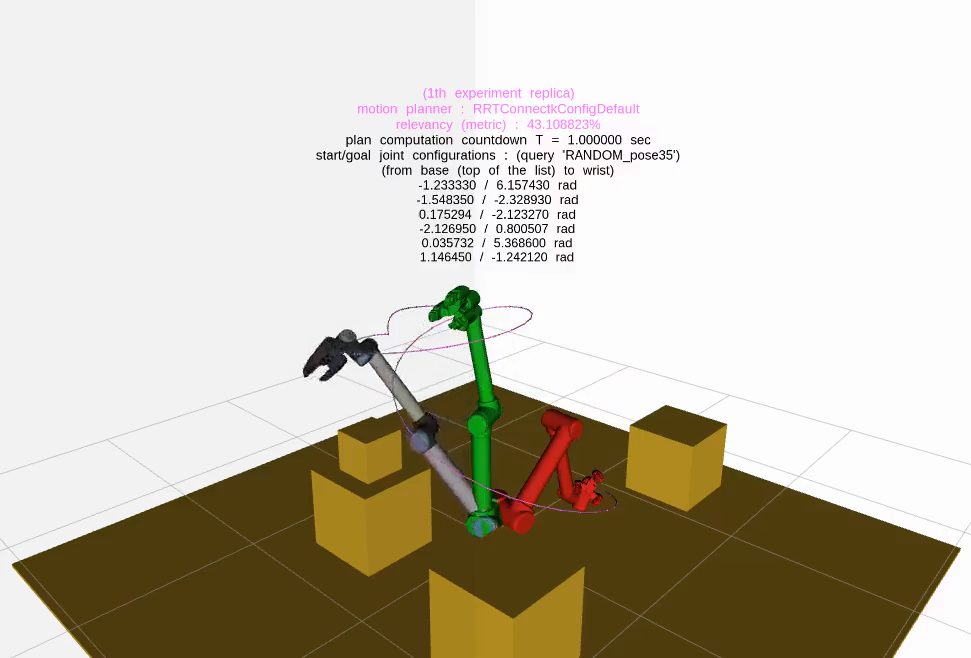 (1th experiment replica)
motion planner : RRTConnectkConfigDefault
relevancy (metric) : 43.108823%
plan computation countdown T = 1.000000 sec
start/goal joint configurations : (query 'RANDOM_pose35')
(from base (top of the list) to wrist)
-1.233330 / 6.157430 rad
-1.548350 / -2.328930 rad
0.175294 / -2.123270 rad
-2.126950 / 0.800507 rad
0.035732 / 5.368600 rad
1.146450 / -1.242120 rad